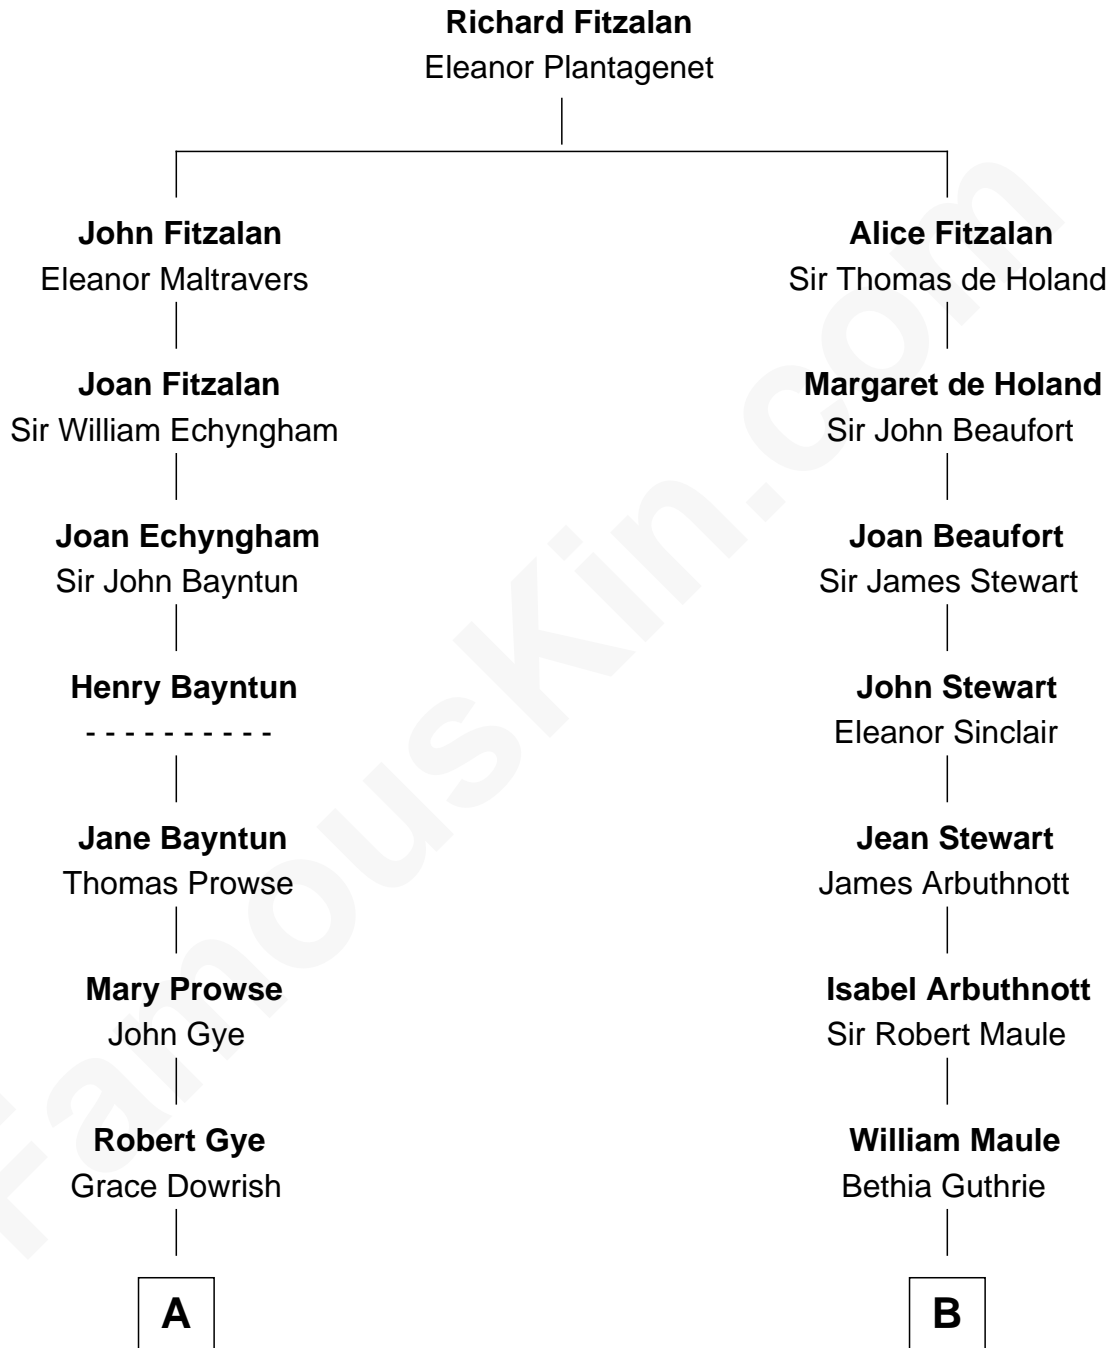 Richard Fitzalan
Eleanor Plantagenet
John Fitzalan
Eleanor Maltravers
Alice Fitzalan
Sir Thomas de Holand
Joan Fitzalan
Sir William Echyngham
Margaret de Holand
Sir John Beaufort
Joan Echyngham
Sir John Bayntun
Joan Beaufort
Sir James Stewart
Henry Bayntun
- - - - - - - - - -
John Stewart
Eleanor Sinclair
Jane Bayntun
Thomas Prowse
Jean Stewart
James Arbuthnott
Mary Prowse
John Gye
Isabel Arbuthnott
Sir Robert Maule
Robert Gye
Grace Dowrish
William Maule
Bethia Guthrie
A
B
FamousKin.com